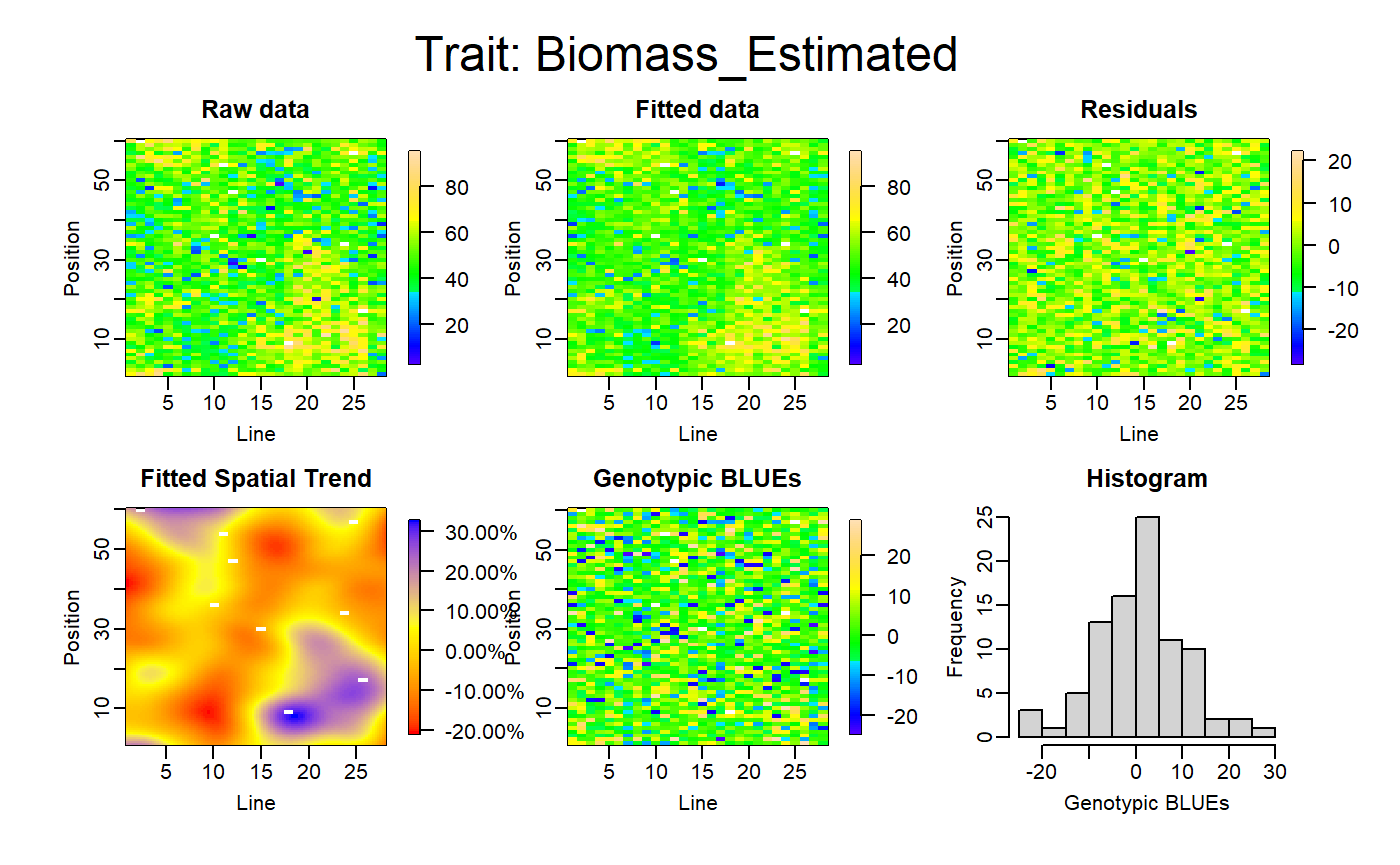 Trait: Biomass_Estimated
Raw data
Position
10 30 50
5 10 15 20 25
Line
20 40 60 80
Fitted data
Position
10 30 50
5 10 15 20 25
Line
20 40 60 80
Residuals
Position
10 30 50
5 10 15 20 25
Line
20 10 0 -10 -20
Fitted Spatial Trend
Position
10 30 50
5 10 15 20 25
Line
30.00%
20.00%
10.00%
0.00%
-10.00%
-20.00%
Genotypic BLUEs
Position
10 30 50
5 10 15 20 25
Line
20 10 0 -10 -20
Histogram
Frequency
0 5 10 15 20 25
-20 0 10 20 30
Genotypic BLUEs